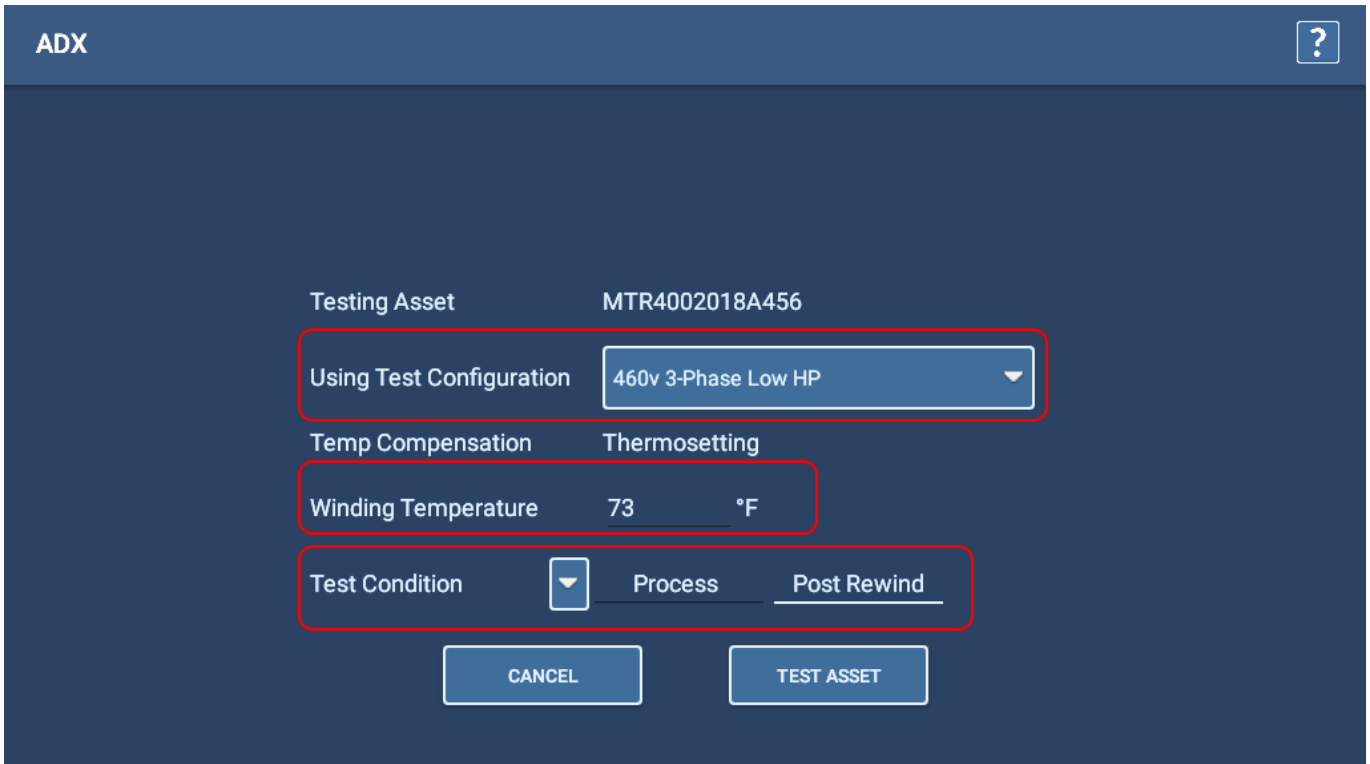 ADX ?
Testing Asset MTR4002018A456
Using Test Configuration 460v 3-Phase Low HP
Temp Compensation Thermosetting
Winding Temperature 73 °F
Test Condition Process Post Rewind
CANCEL TEST ASSET